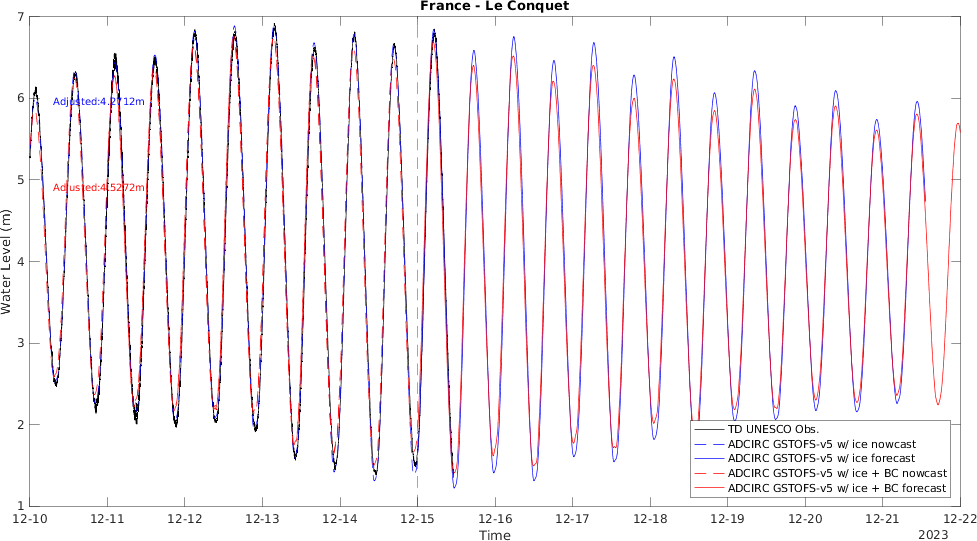 France - Le Conquet
7
6
5
4
3
2
1
Water Level (m)
Adjusted:4.2712m
Adjusted:4.5272m
TD UNESCO Obs.
ADCIRC GSTOFS-v5 w/ ice nowcast
ADCIRC GSTOFS-v5 w/ ice forecast
ADCIRC GSTOFS-v5 w/ ice + BC nowcast
ADCIRC GSTOFS-v5 w/ ice + BC forecast
12-10 12-11 12-12 12-13 12-14 12-15 12-16 12-17 12-18 12-19 12-20 12-21 12-22
Time
2023